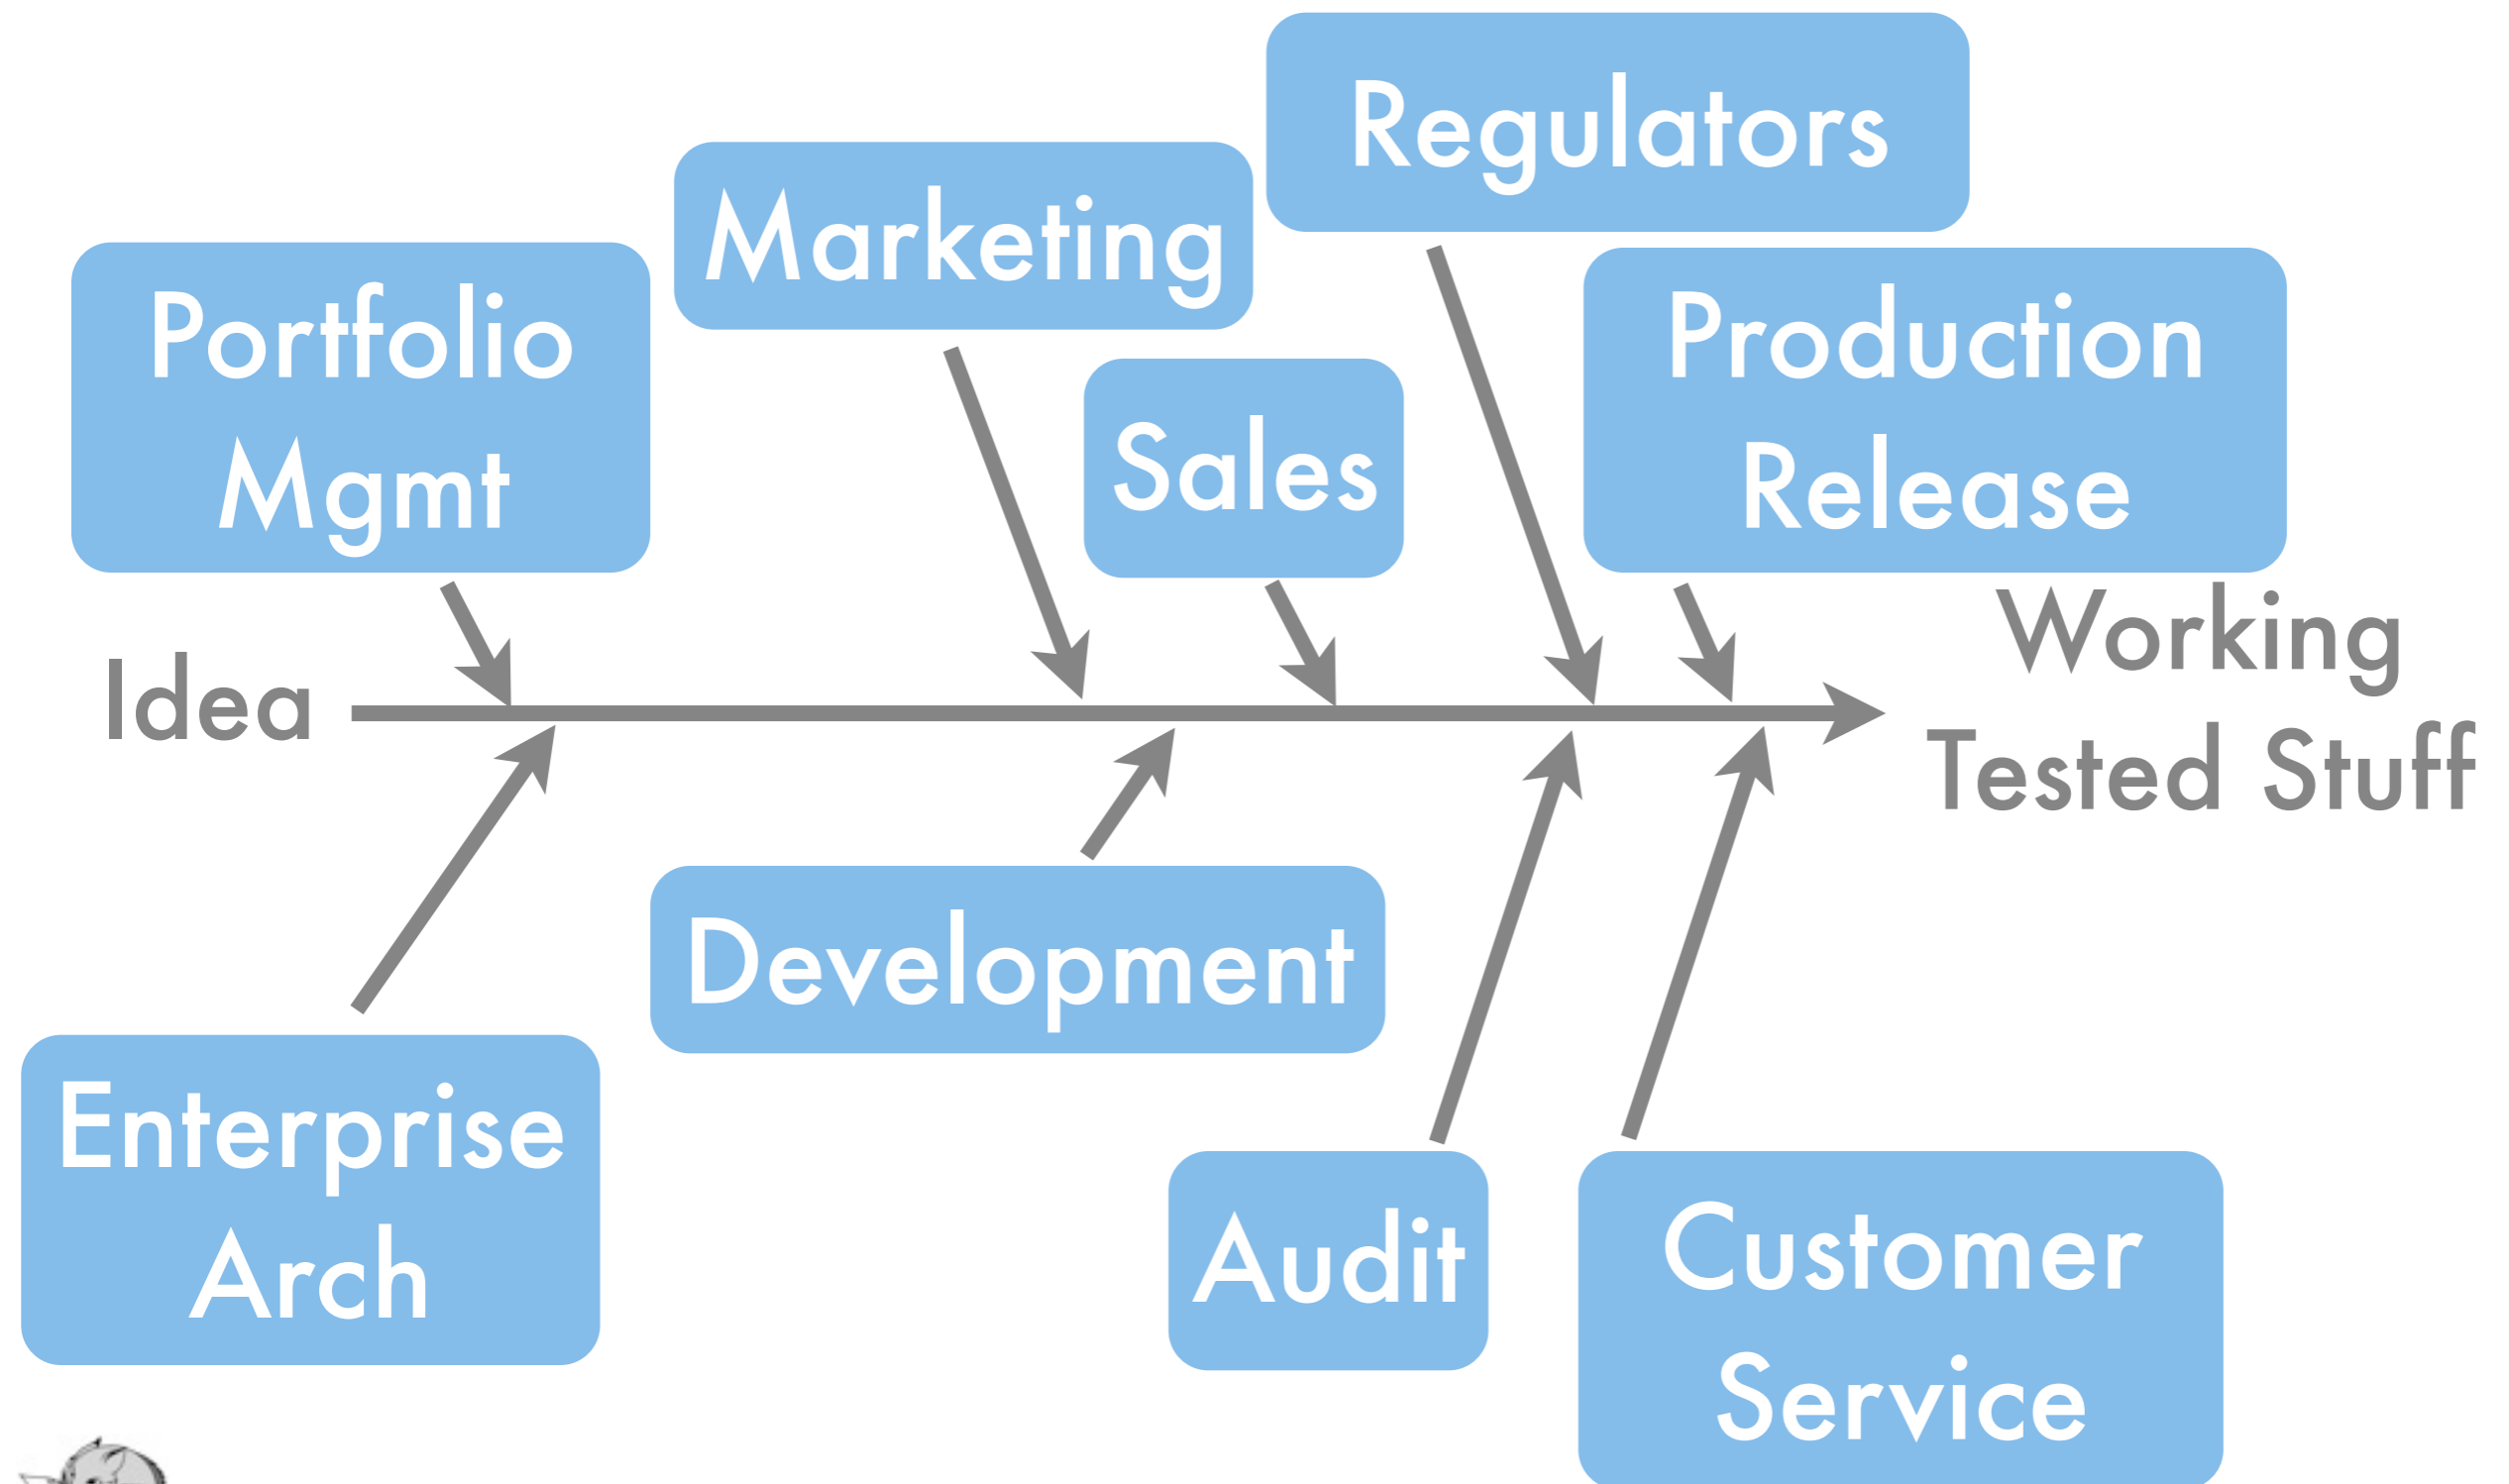 Regulators
Marketing
Portfolio
Mgmt
Production
Release
Sales
Idea
Working
Tested Stuff
Development
Enterprise
Arch
Audit
Customer
Service